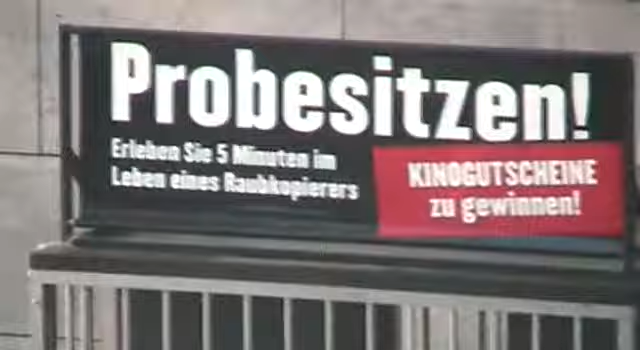 Probesitzen!
Erleben Sie 5 Minuten im
Leben eines Raubkopierers
KINOGUTSCHEINE
zu gewinnen!